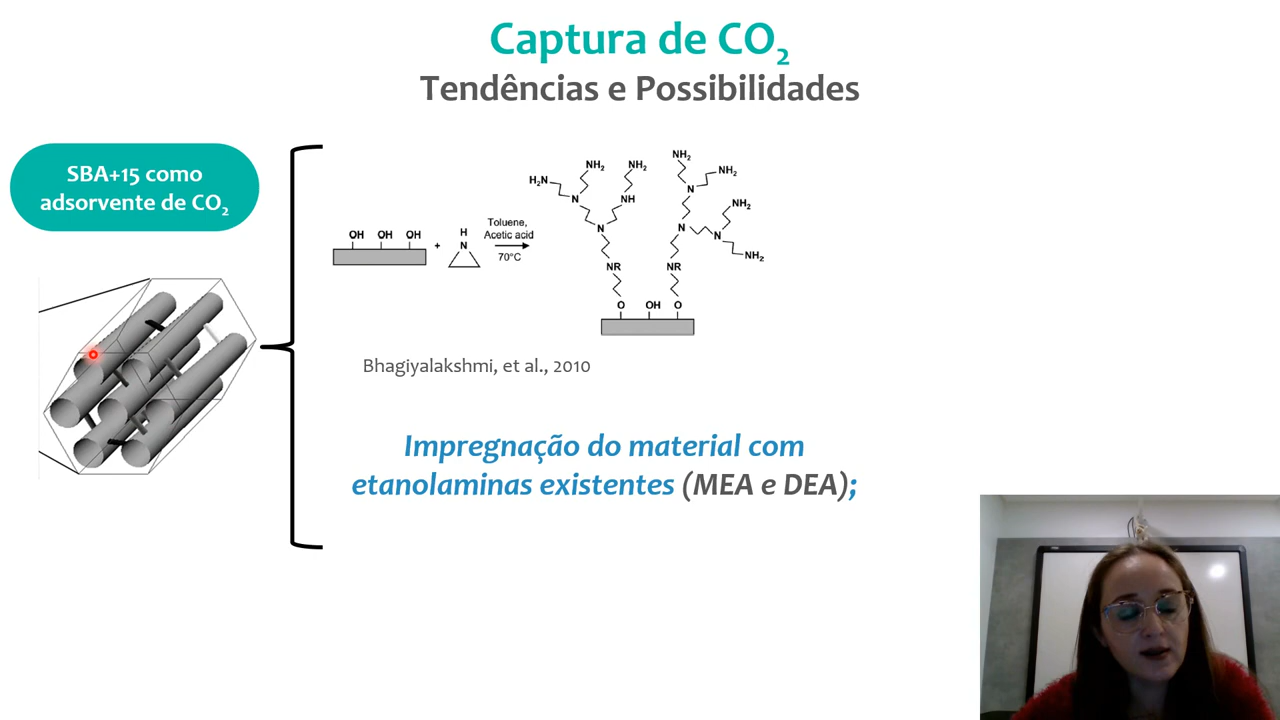 Captura de CO2
Tendências e Possibilidades
SBA+15 como
adsorvente de CO2
OH OH OH
+
H
N
Toluene,
Acetic acid
70°C
H2N
NH2
NH2
N
NH
N
NR
O
NH2
NH2
N
NH2
N
N
NH2
NR
OH
O
Bhagiyalakshmi, et al., 2010
Impregnação do material com
etanolaminas existentes (MEA e DEA);